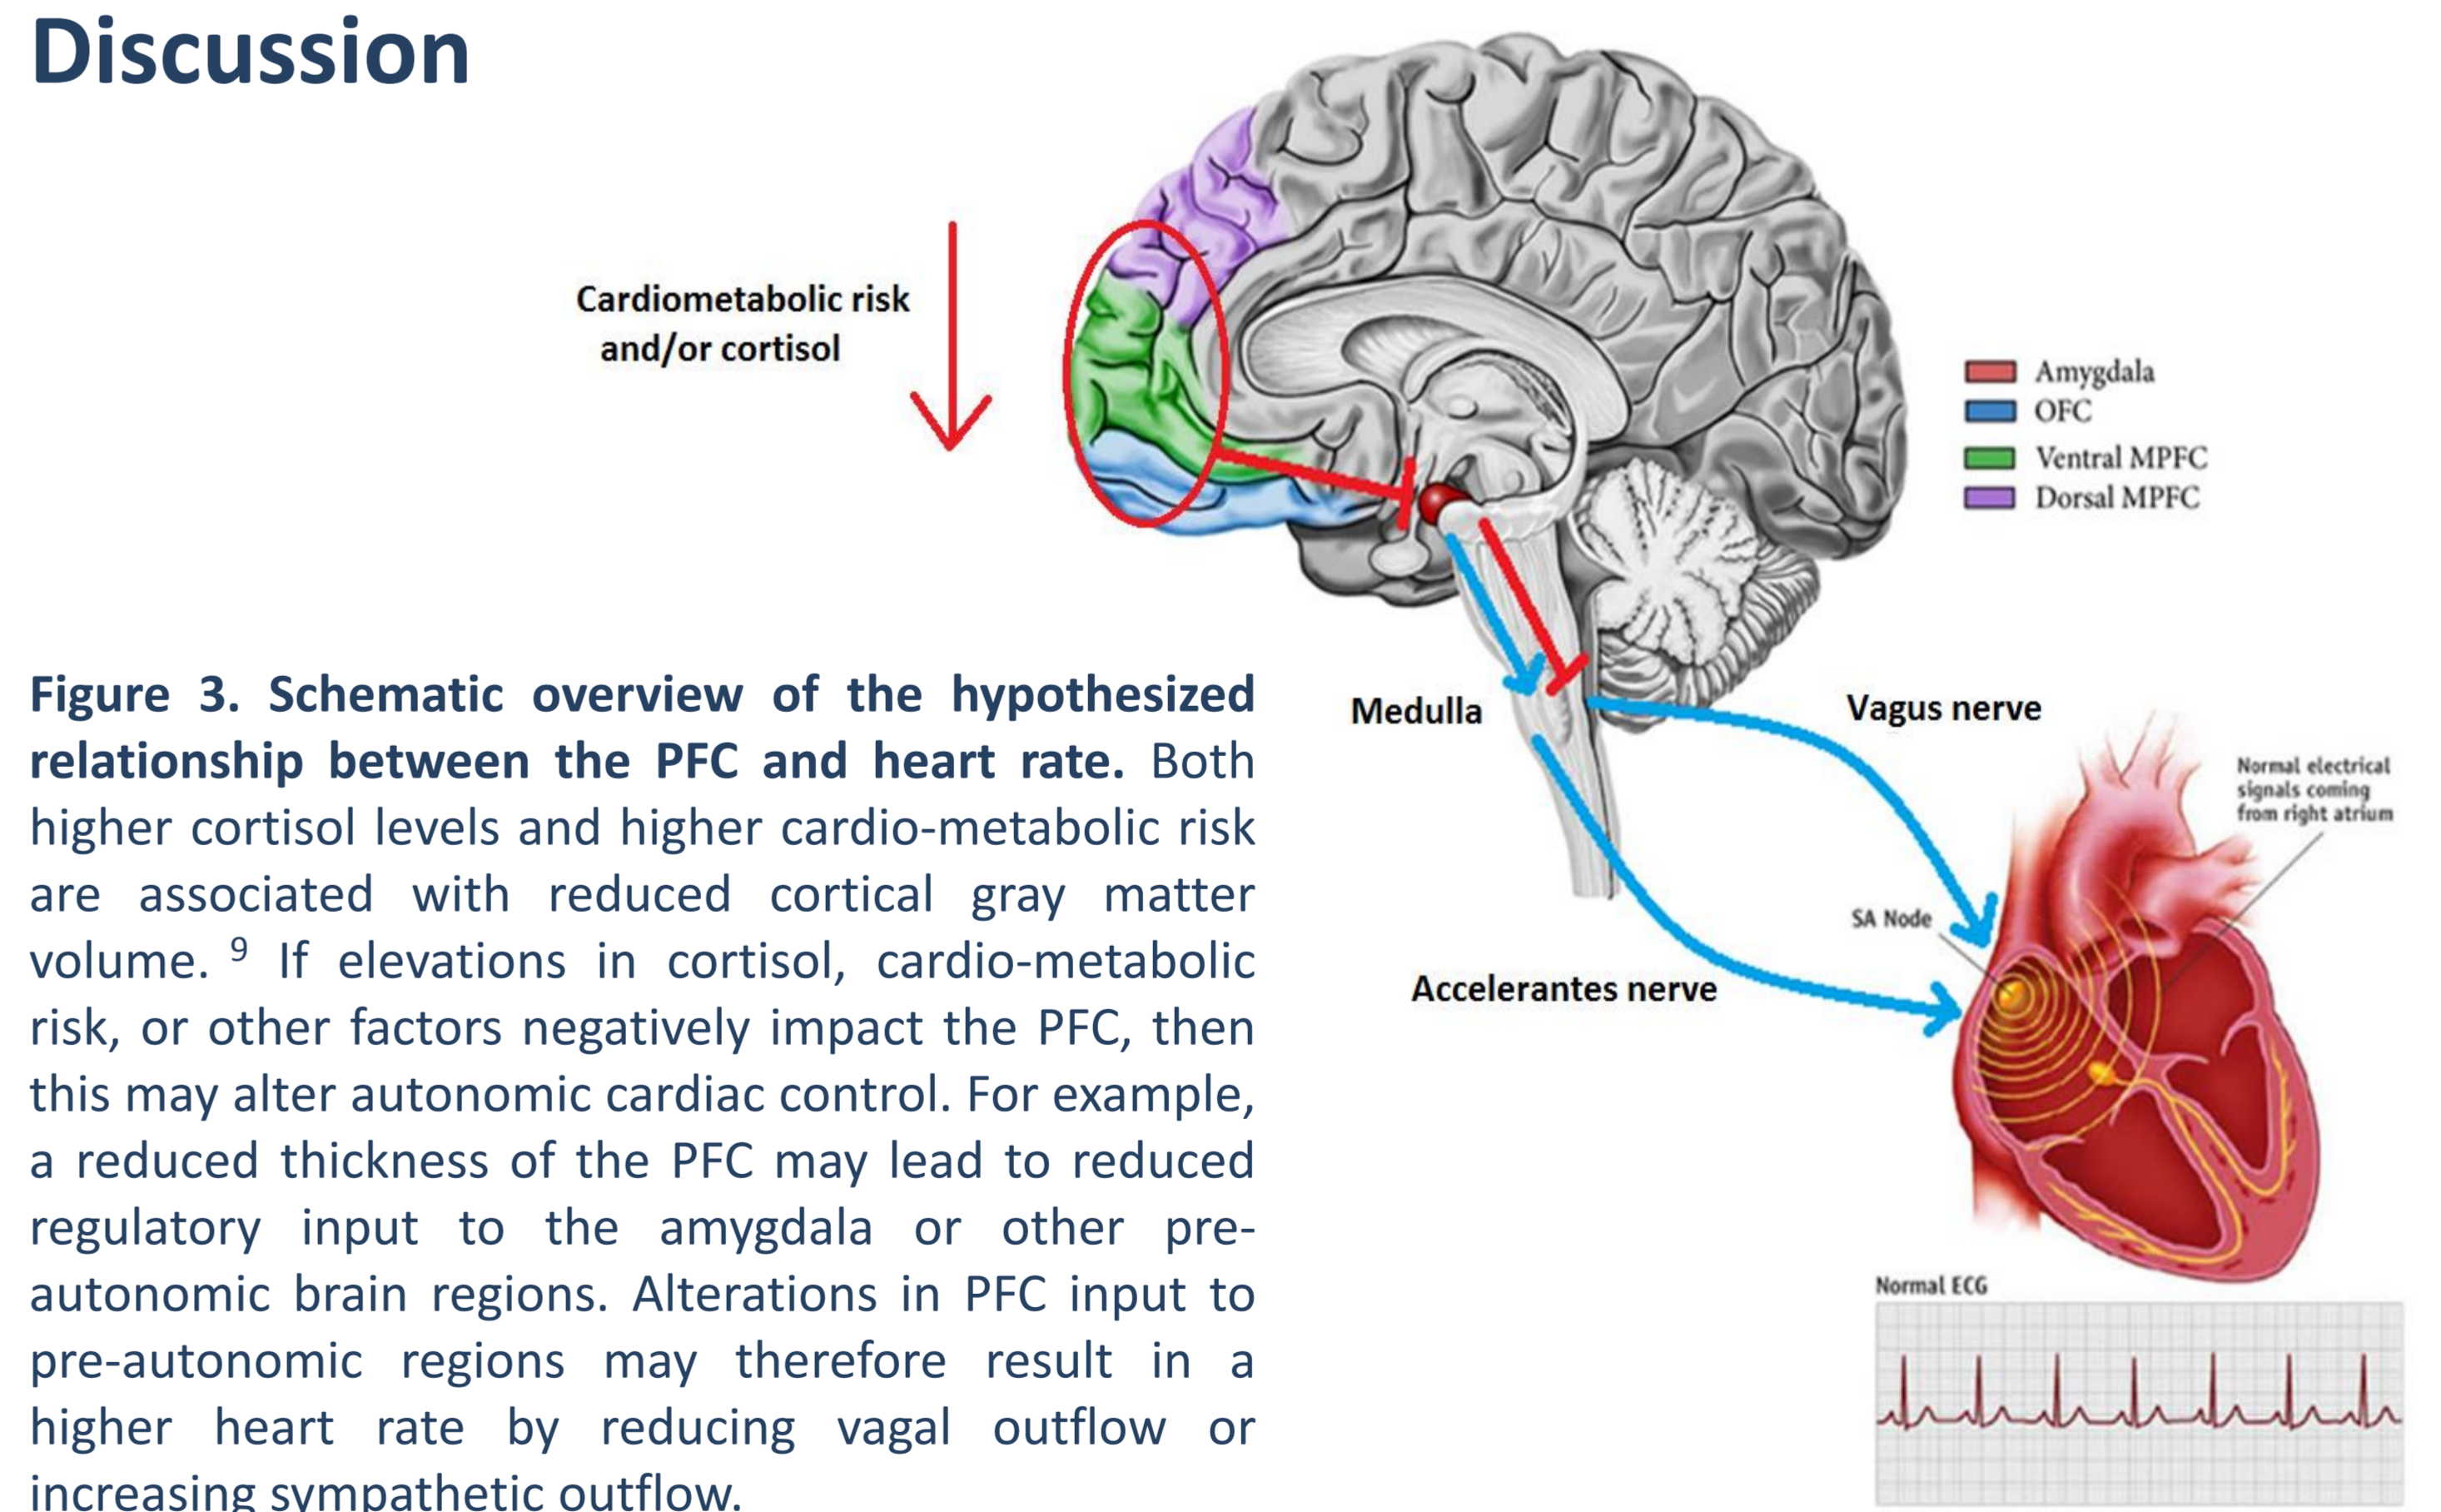 Discussion
Cardiometabolic risk
and/or cortisol
Amygdala
OFC
Ventral MPFC
Dorsal MPFC
Medulla
Vagus nerve
Normal electrical
signals coming
from right atrium
SA Node
Accelerantes nerve
Normal ECG
Figure 3. Schematic overview of the hypothesized
relationship between the PFC and heart rate. Both
higher cortisol levels and higher cardio-metabolic risk
are associated with reduced cortical gray matter
volume. ⁹ If elevations in cortisol, cardio-metabolic
risk, or other factors negatively impact the PFC, then
this may alter autonomic cardiac control. For example,
a reduced thickness of the PFC may lead to reduced
regulatory input to the amygdala or other pre-
autonomic brain regions. Alterations in PFC input to
pre-autonomic regions may therefore result in a
higher heart rate by reducing vagal outflow or
increasing sympathetic outflow.